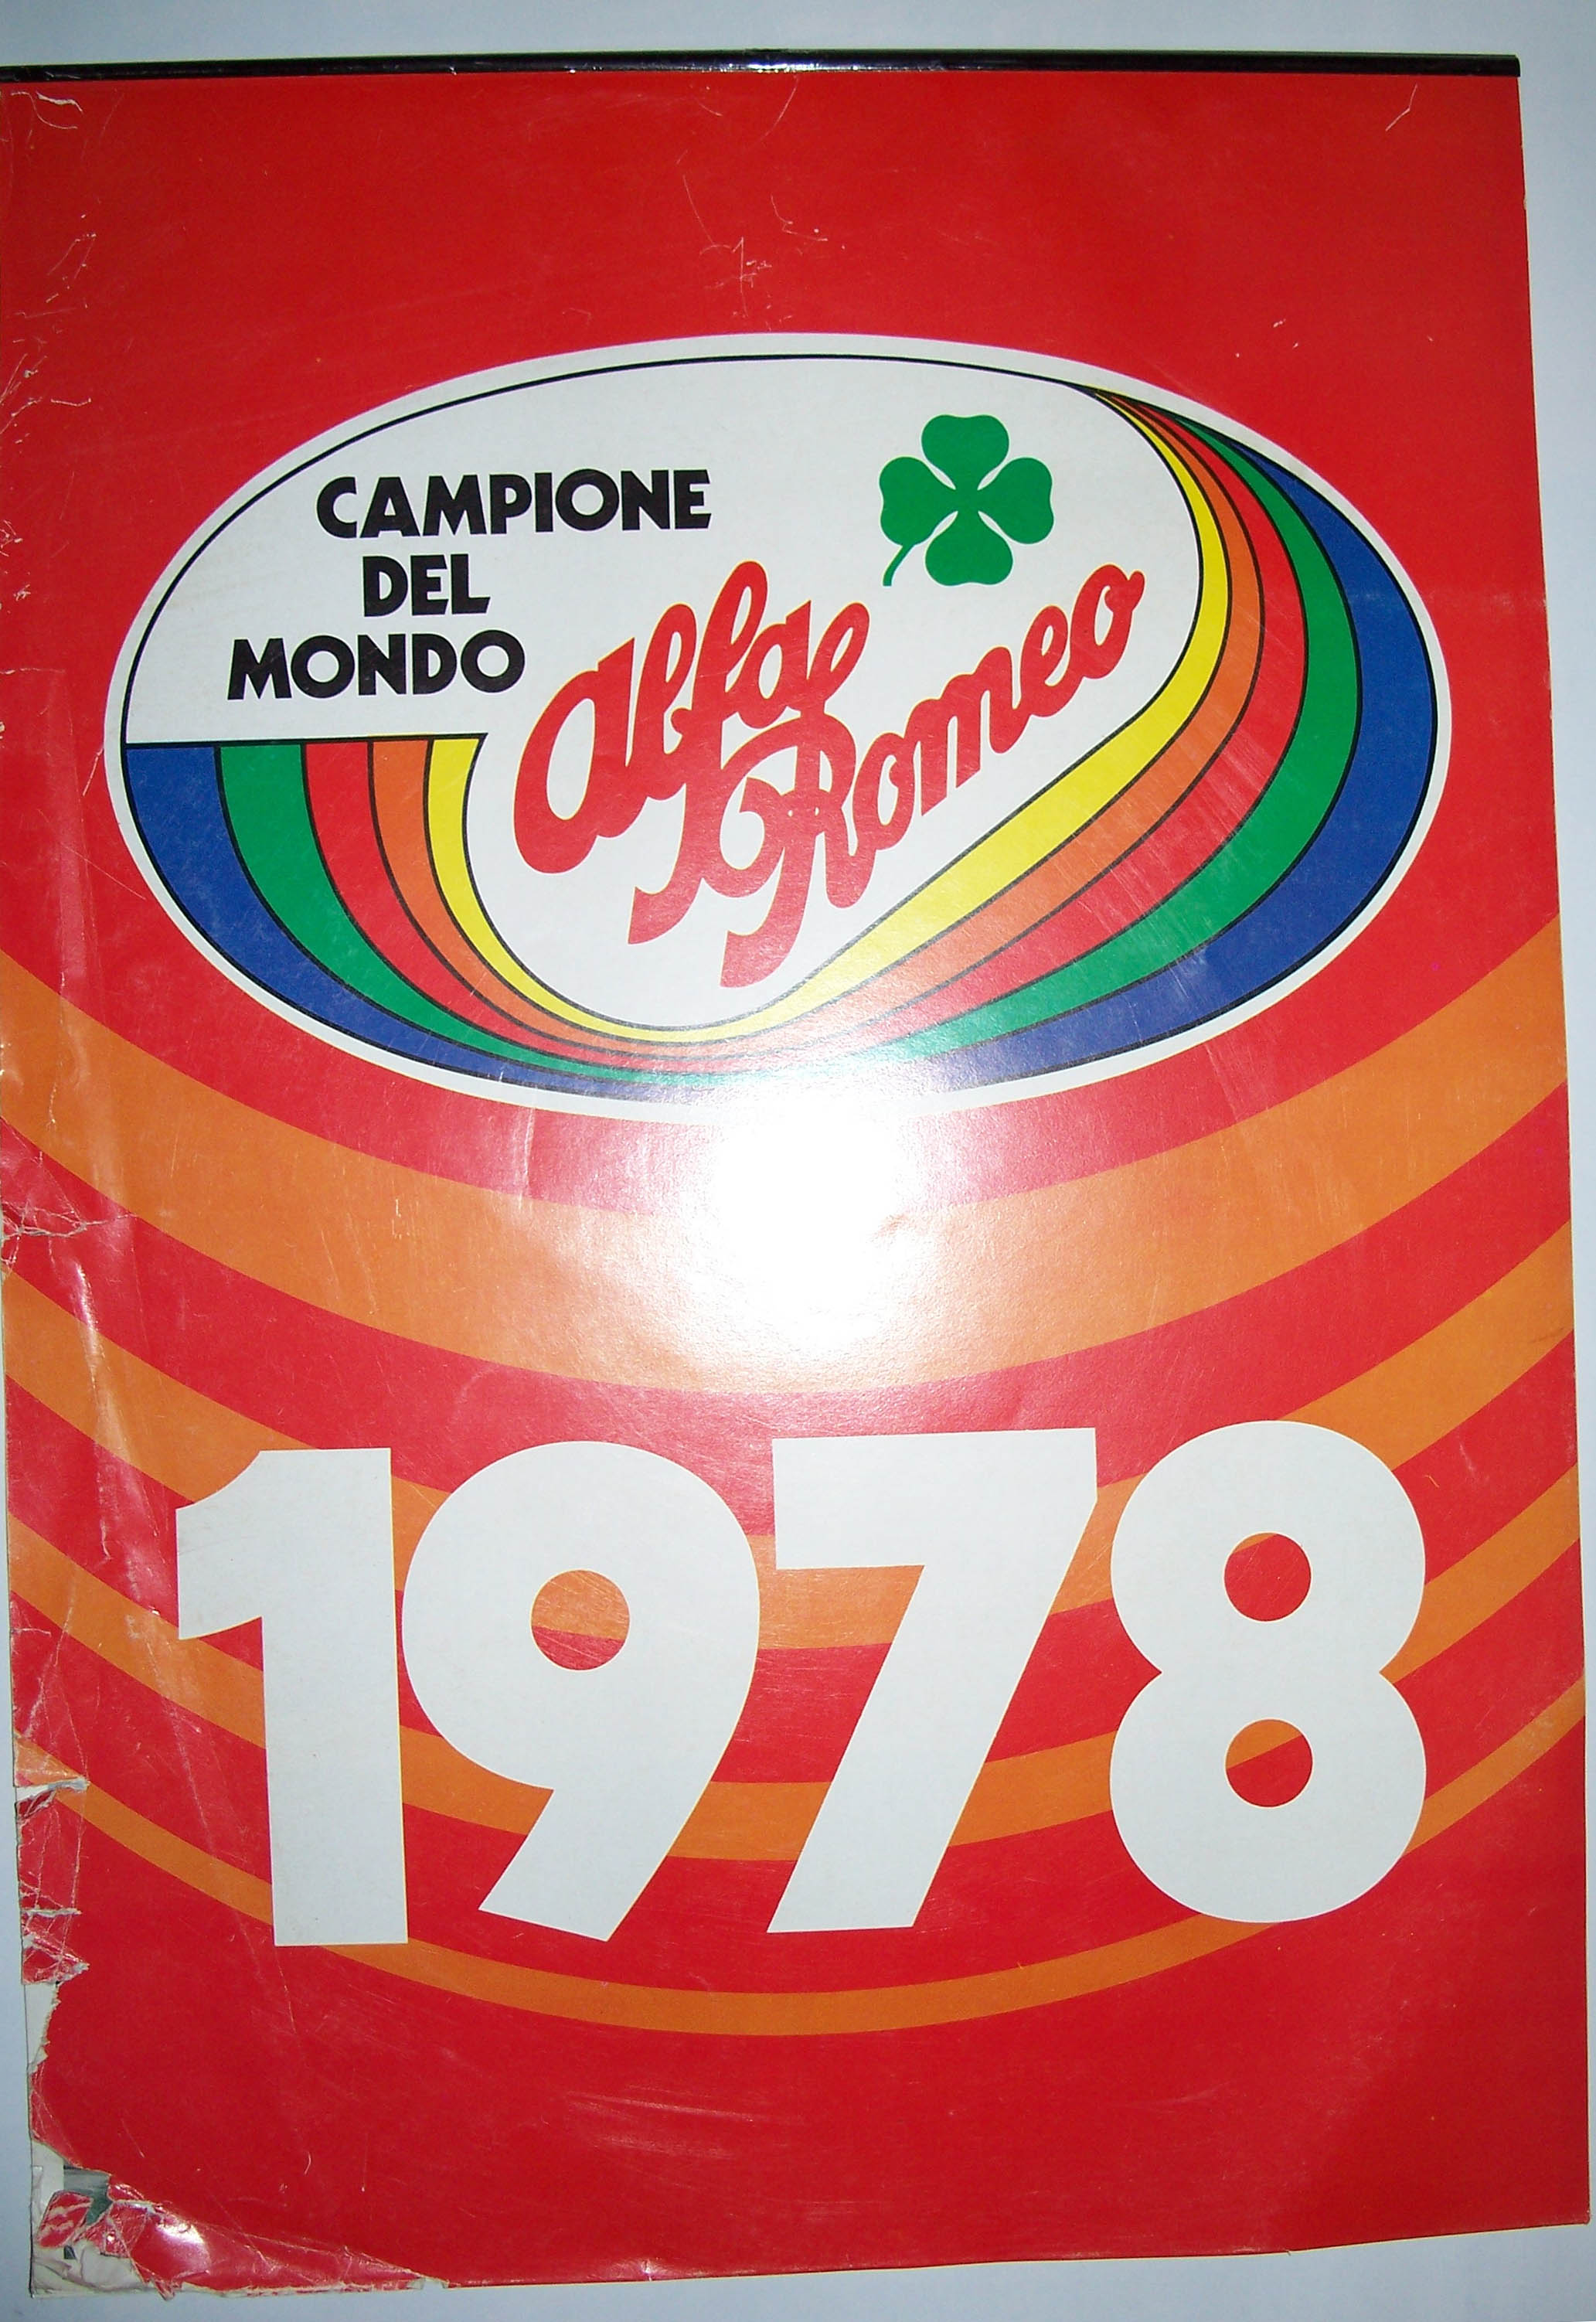 CAMPIONE
DEL
MONDO
Alfa
Romeo
1978